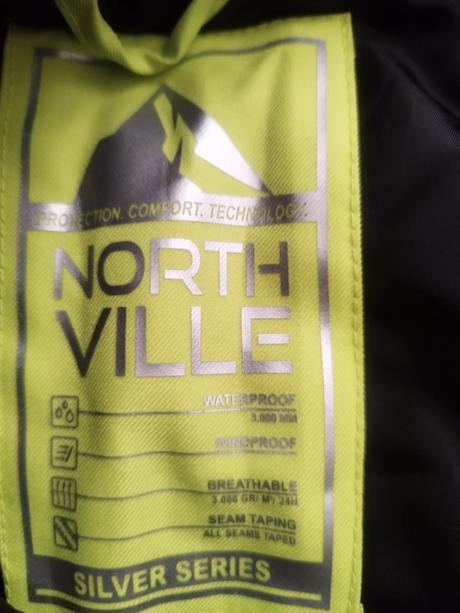 PROTECTION. COMFORT. TECHNOLOGY.
NORTH
VILLE
WATERPROOF
3.000 MM
WINDPROOF
BREATHABLE
3.000 GR/ M²/ 24H
SEAM TAPING
ALL SEAMS TAPED
SILVER SERIES